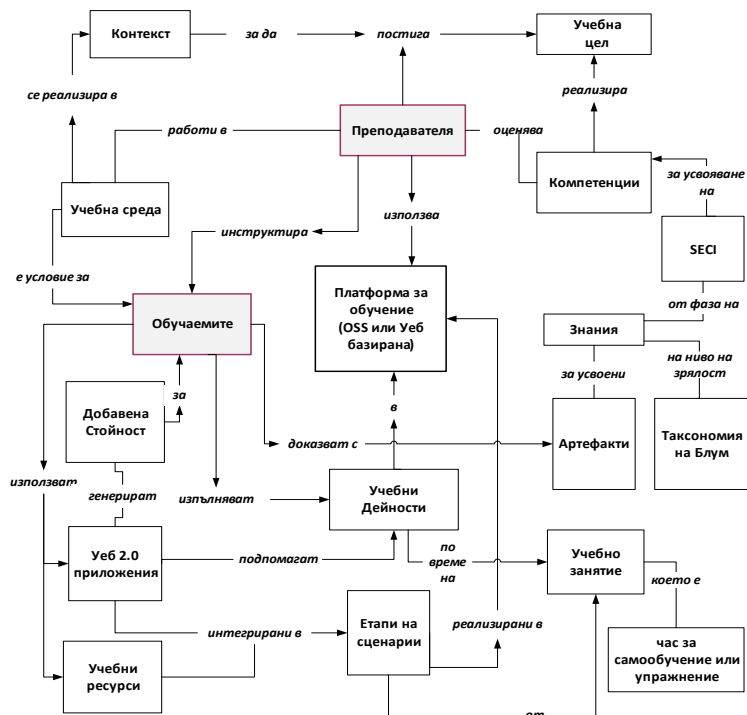 Контекст
за да
постига
Учебна
цел
се реализира в
реализира
работи в
Преподавателя
оценява
Компетенции
за усвояване
на
Учебна среда
използва
инструктира
SECI
е условие за
от фаза на
Платформа за
обучение
(OSS или Уеб
базирана)
Обучаемите
Знания
на ниво на
зрялост
за усвоени
за
Добавена
Стойност
в
доказват с
Артефакти
Таксономия
на Блум
използват
генерират
изпълняват
Учебни
Дейности
Уеб 2.0
приложения
подпомагат
по
време
на
Учебно
занятие
което е
интегрирани в
Етапи на
сценарии
реализирани в
час за
самообучение или
упражнение
Учебни
ресурси
от